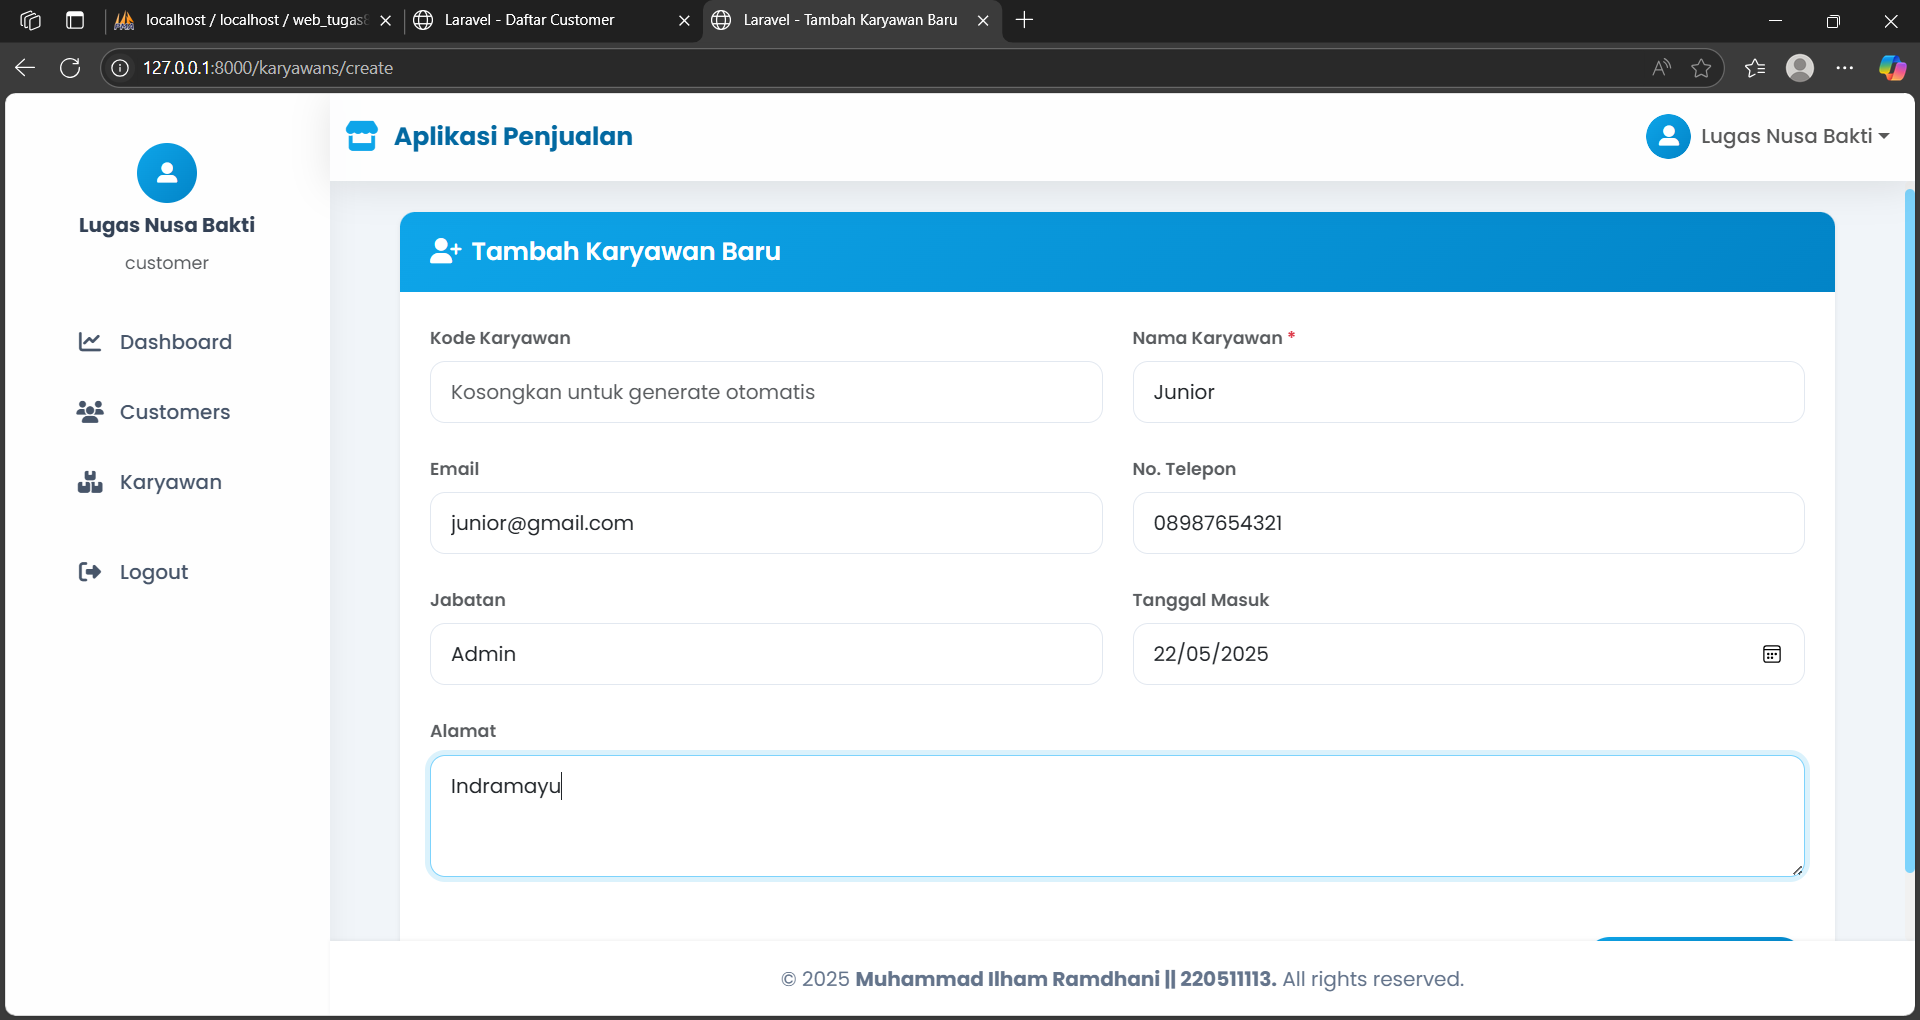 localhost / localhost / web_tugas8
Laravel - Daftar Customer
Laravel - Tambah Karyawan Baru
127.0.0.1:8000/karyawans/create
Lugas Nusa Bakti
customer
Dashboard
Customers
Karyawan
Logout
Aplikasi Penjualan
Lugas Nusa Bakti
Tambah Karyawan Baru
Kode Karyawan
Kosongkan untuk generate otomatis
Nama Karyawan *
Junior
Email
junior@gmail.com
No. Telepon
08987654321
Jabatan
Admin
Tanggal Masuk
22/05/2025
Alamat
Indramayu
© 2025 Muhammad Ilham Ramdhani || 220511113. All rights reserved.